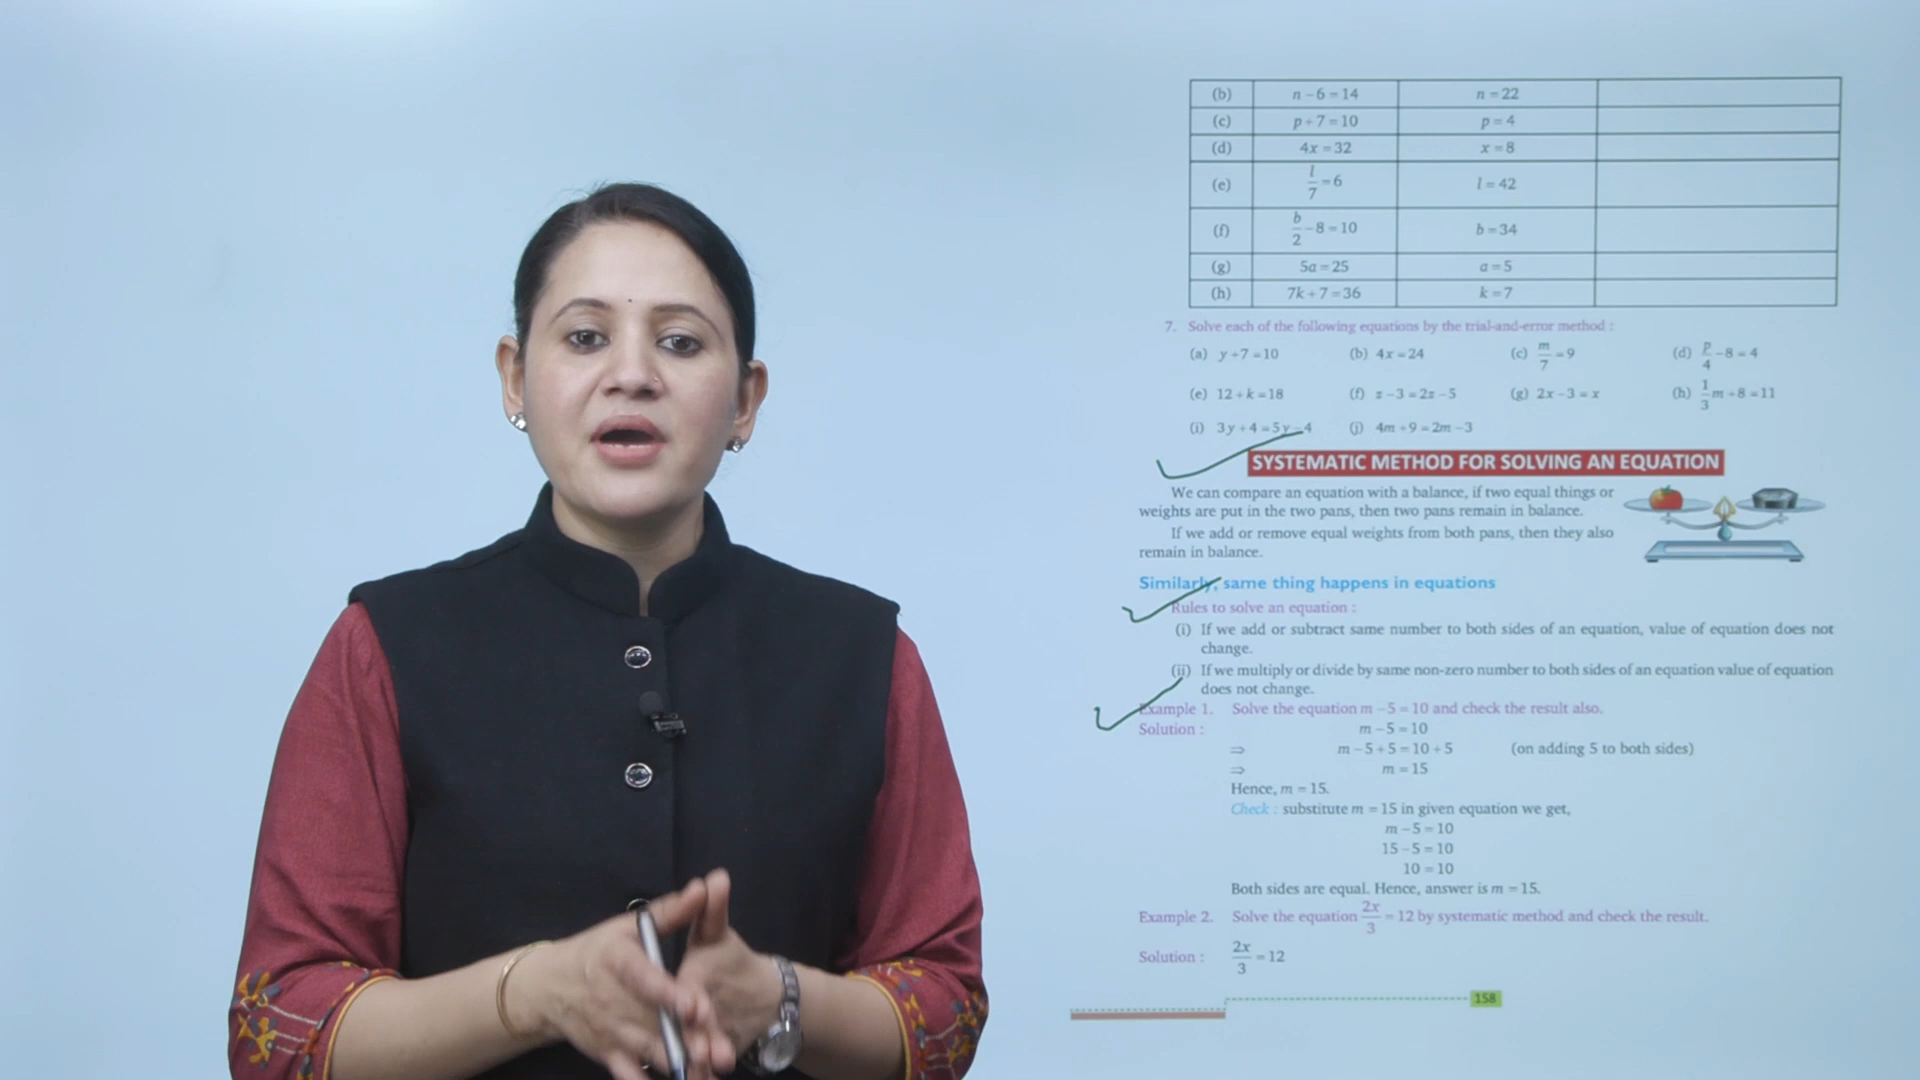 (b) n – 6 = 14 n = 22
(c) p + 7 = 10 p = 4
(d) 4x = 32 x = 8
(e) l/7 = 6 l = 42
(f) b/2 – 8 = 10 b = 34
(g) 5a = 25 a = 5
(h) 7k + 7 = 36 k = 7
7. Solve each of the following equations by the trial-and-error method :
(a) y + 7 = 10 (b) 4x = 24 (c) m/7 = 9 (d) p/4 – 8 = 4
(e) 12 + k = 18 (f) z – 3 = 2z – 5 (g) 2x – 3 = x (h) 1/3 m + 8 = 11
(i) 3y + 4 = 5y – 4 (j) 4m + 9 = 2m – 3
SYSTEMATIC METHOD FOR SOLVING AN EQUATION
We can compare an equation with a balance, if two equal things or
weights are put in the two pans, then two pans remain in balance.
If we add or remove equal weights from both pans, then they also
remain in balance.
Similarly, same thing happens in equations
Rules to solve an equation :
(i) If we add or subtract same number to both sides of an equation, value of equation does not
change.
(ii) If we multiply or divide by same non-zero number to both sides of an equation value of equation
does not change.
Example 1. Solve the equation m – 5 = 10 and check the result also.
Solution : m – 5 = 10
⇒ m – 5 + 5 = 10 + 5 (on adding 5 to both sides)
⇒ m = 15
Hence, m = 15.
Check : substitute m = 15 in given equation we get,
m – 5 = 10
15 – 5 = 10
10 = 10
Both sides are equal. Hence, answer is m = 15.
Example 2. Solve the equation 2x/3 = 12 by systematic method and check the result.
Solution : 2x/3 = 12
158